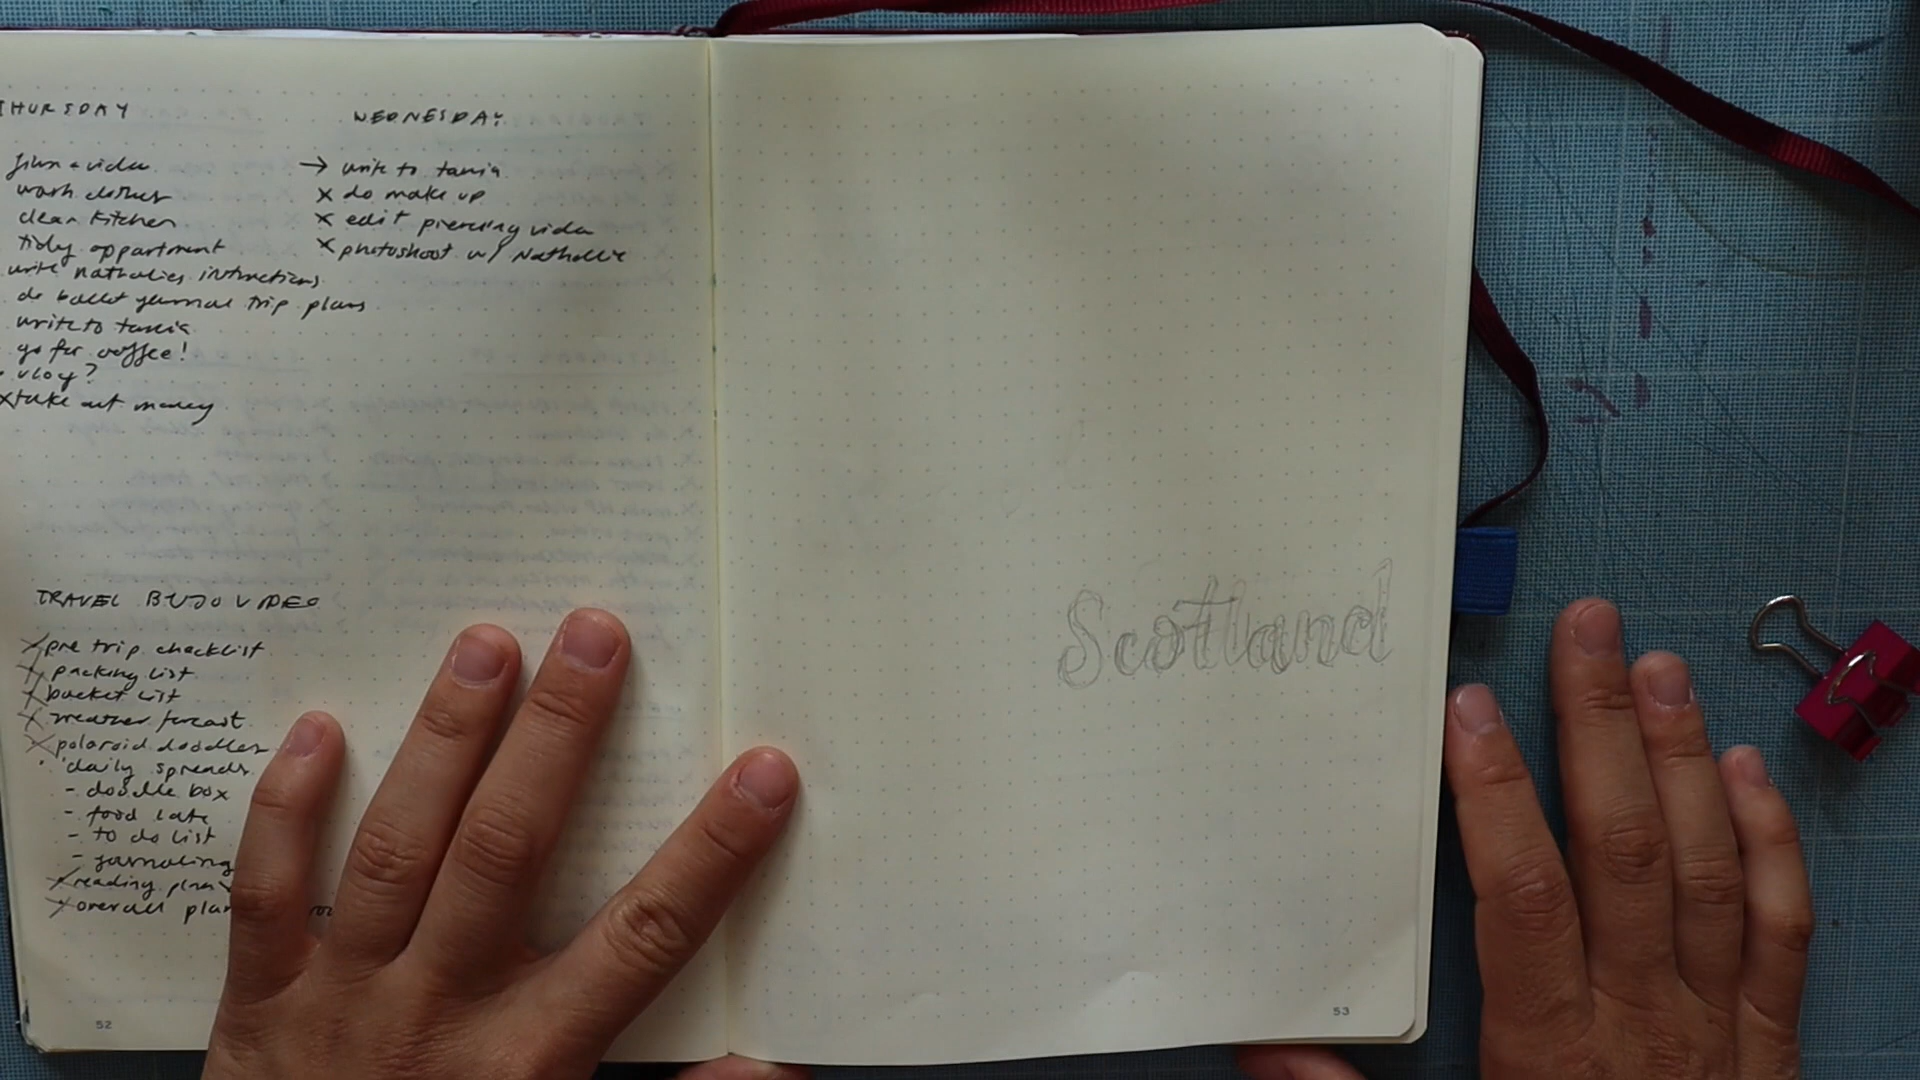 THURSDAY
film a video
wash clothes
clean kitchen
tidy appartment
write nathalies instructions
do bullet journal trip plans
write to tania
go for coffee!
vlog?
x take out money
WEDNESDAY
→ write to tania
x do make up
x edit piercing video
x photoshoot w/ Nathalie
TRAVEL BUJO VIDEO
x pre trip checklist
x packing list
x bucket list
x weather forcast
x polaroid doodles
· daily spreads
- doodle box
- food
- to do list
- journaling
x reading plan
x overall plan
52
Scotland
53